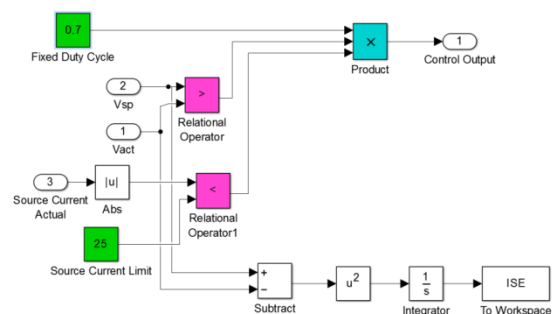 0.7
Fixed Duty Cycle
×
Product
1
Control Output
2
Vsp
>
Relational
Operator
1
Vact
3
Source Current
Actual
|u|
Abs
<
Relational
Operator1
25
Source Current Limit
+
−
Subtract
u²
1
s
Integrator
ISE
To Workspace